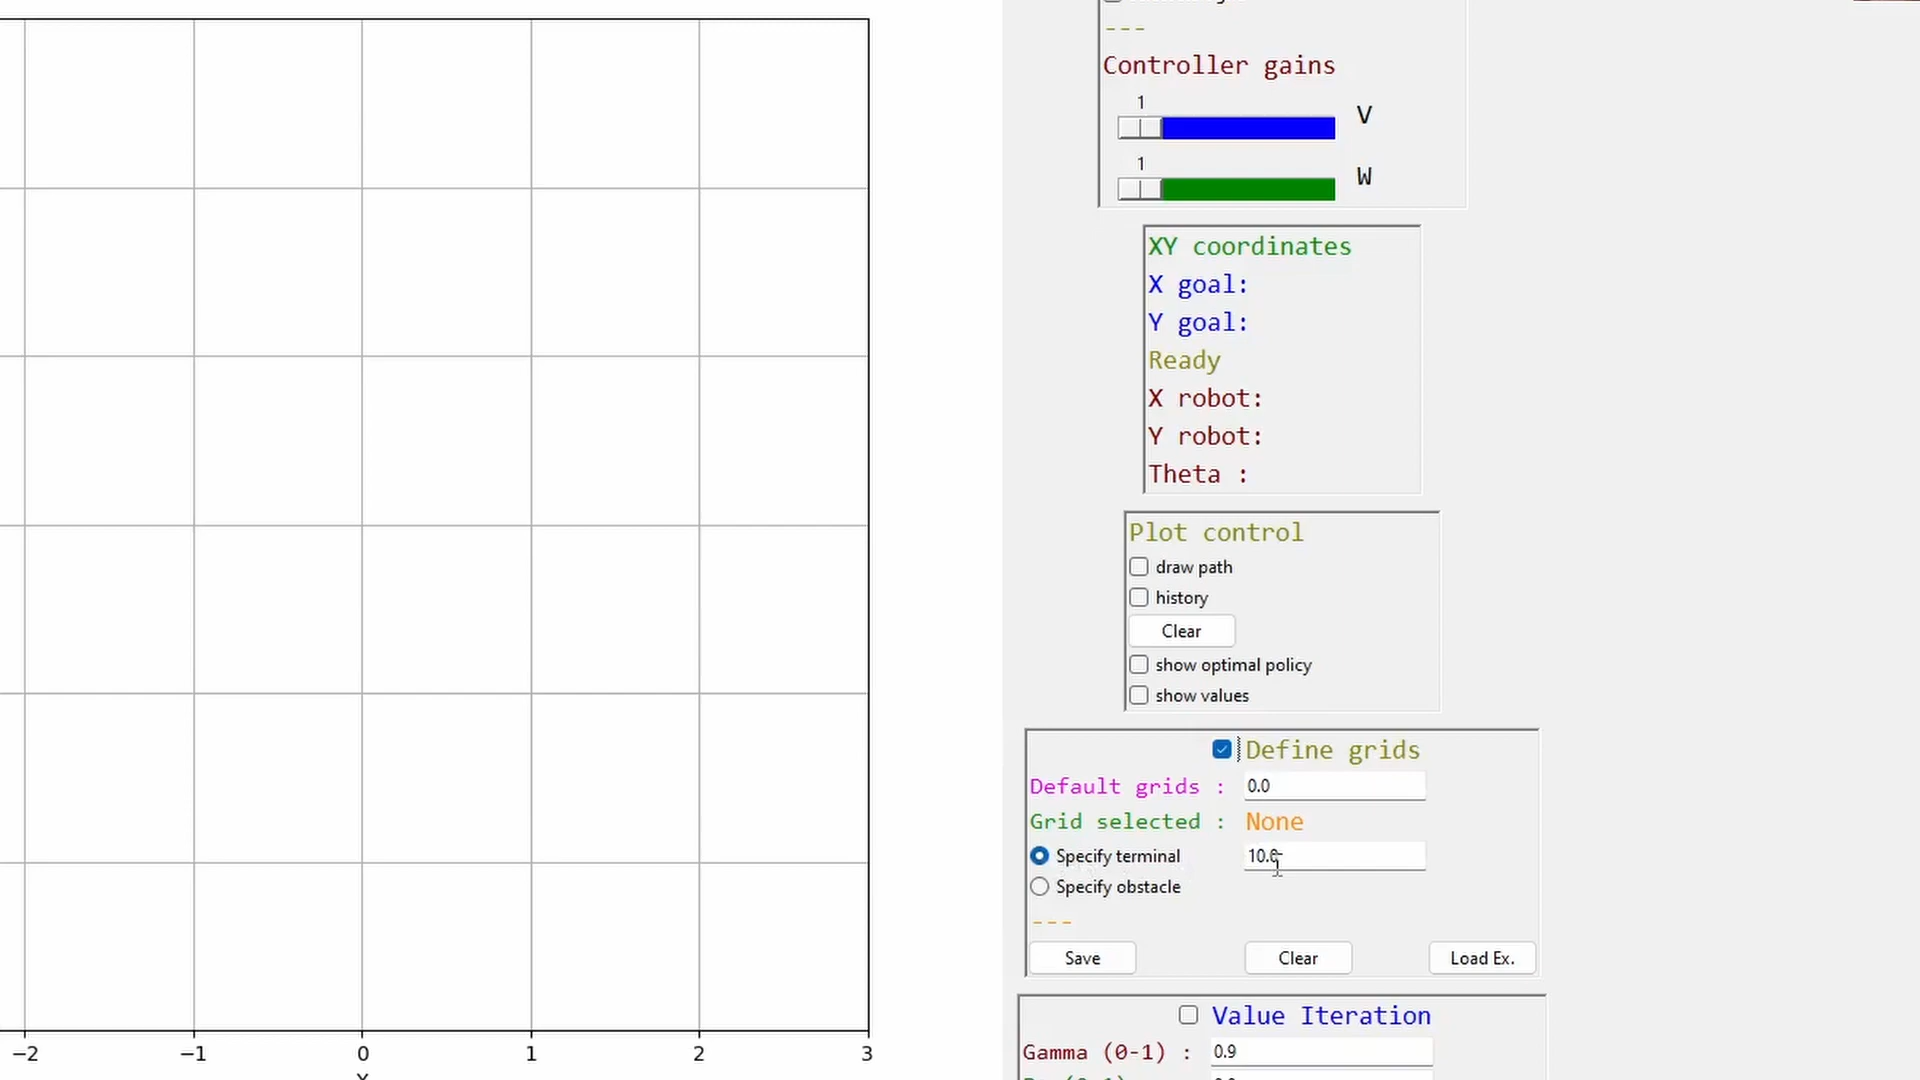 ---
Controller gains
1
V
1
W
XY coordinates
X goal:
Y goal:
Ready
X robot:
Y robot:
Theta :
Plot control
draw path
history
Clear
show optimal policy
show values
Define grids
Default grids : 0.0
Grid selected : None
Specify terminal 10.0
Specify obstacle
---
Save Clear Load Ex.
Value Iteration
Gamma (0-1) : 0.9
−2 −1 0 1 2 3